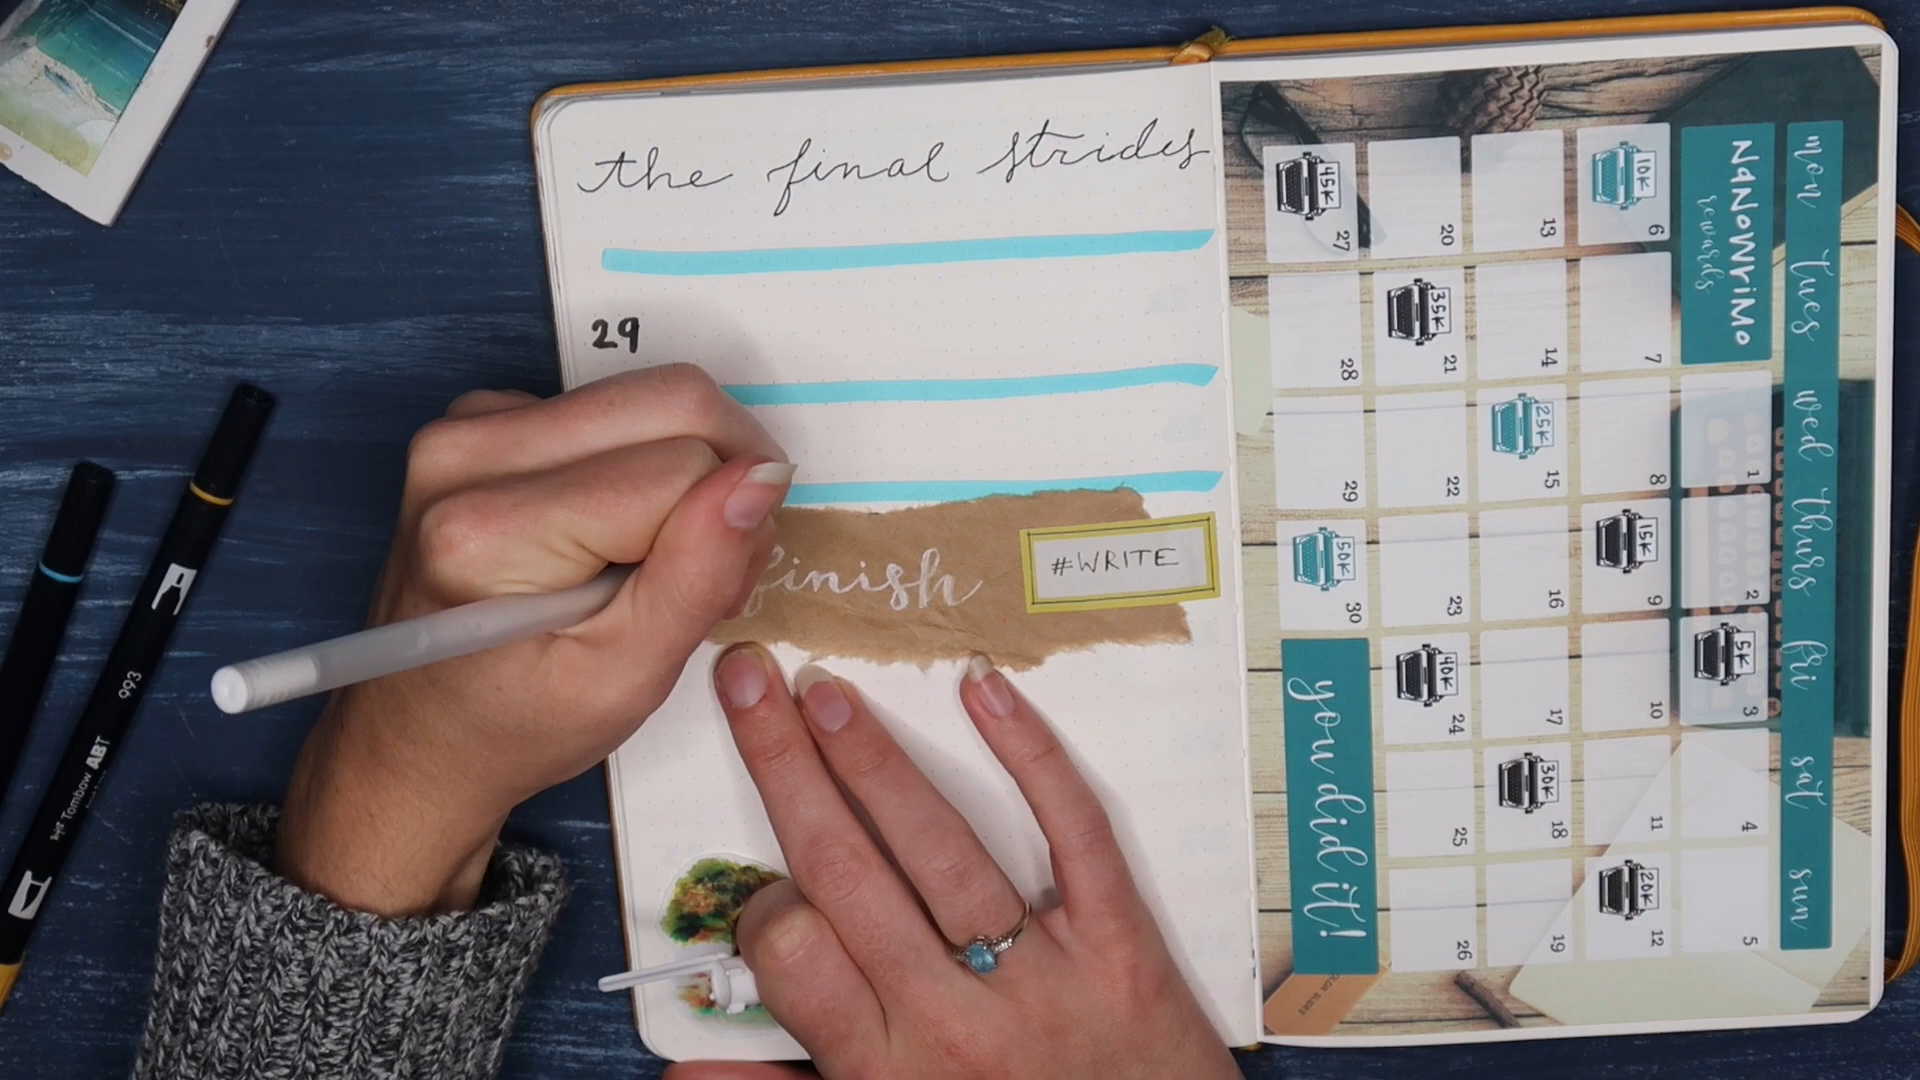 the final strides
29
finish
#WRITE
NaNoWriMo
rewards
mon tues wed thurs fri sat sun
1 2 3 5K 4 5
6 10K 7 8 9 15K 10 11 12 20K
13 14 15 25K 16 17 18 30K 19
20 21 35K 22 23 24 40K 25 26
27 45K 28 29 30 50K
you did it!
993
ABT
Tombow